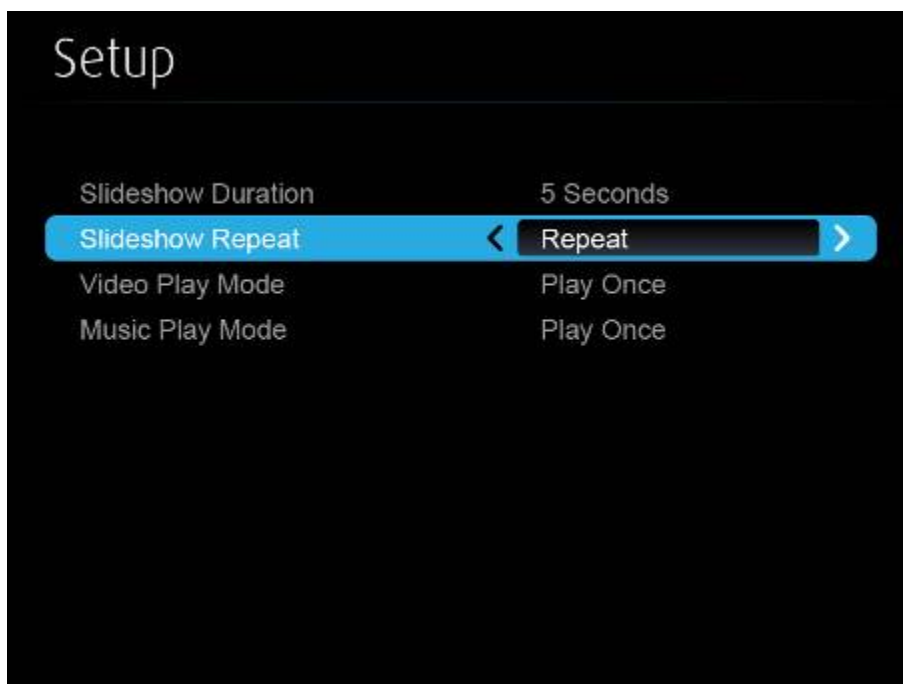 Setup
Slideshow Duration 5 Seconds
Slideshow Repeat Repeat
Video Play Mode Play Once
Music Play Mode Play Once